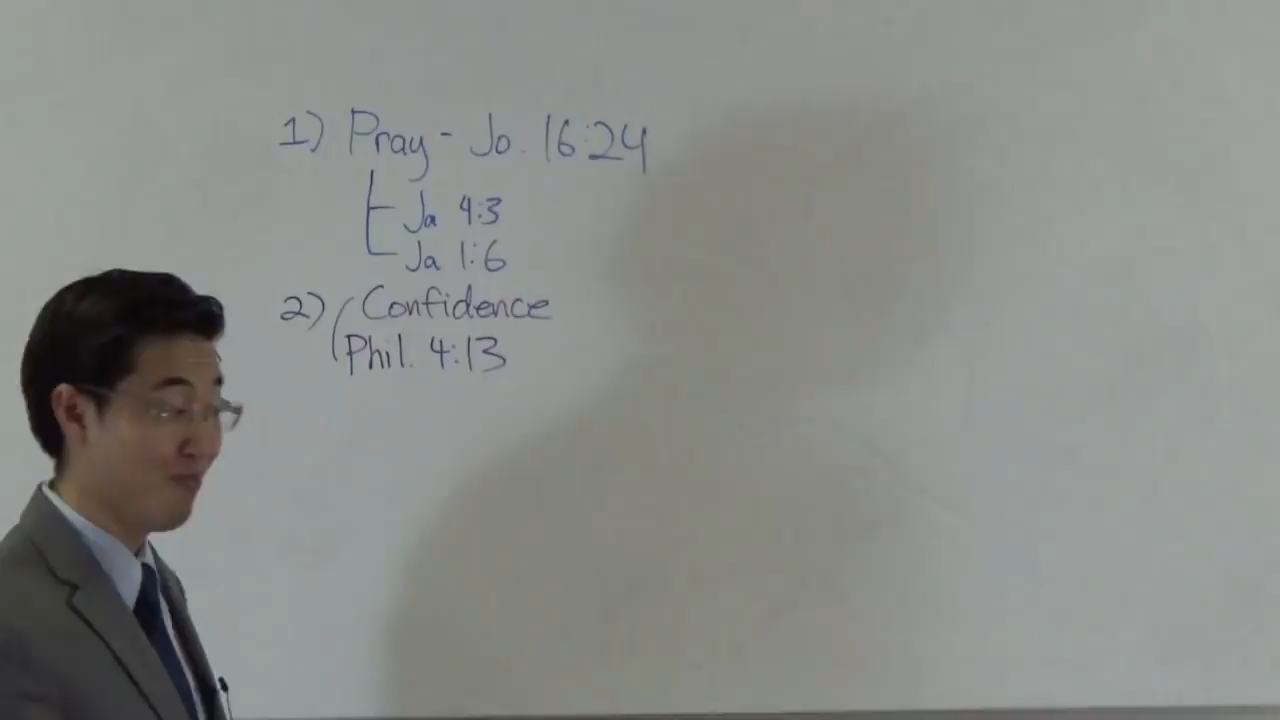 1) Pray - Jo. 16:24
Ja 4:3
Ja 1:6
2) Confidence
Phil. 4:13